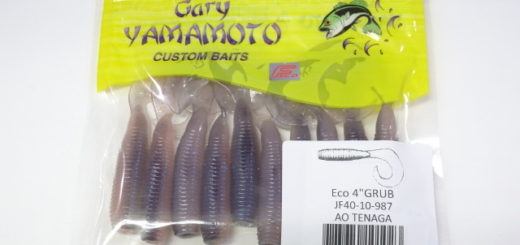 Gary
YAMAMOTO
CUSTOM BAITS
Eco 4"GRUB
JF40-10-987
AO TENAGA